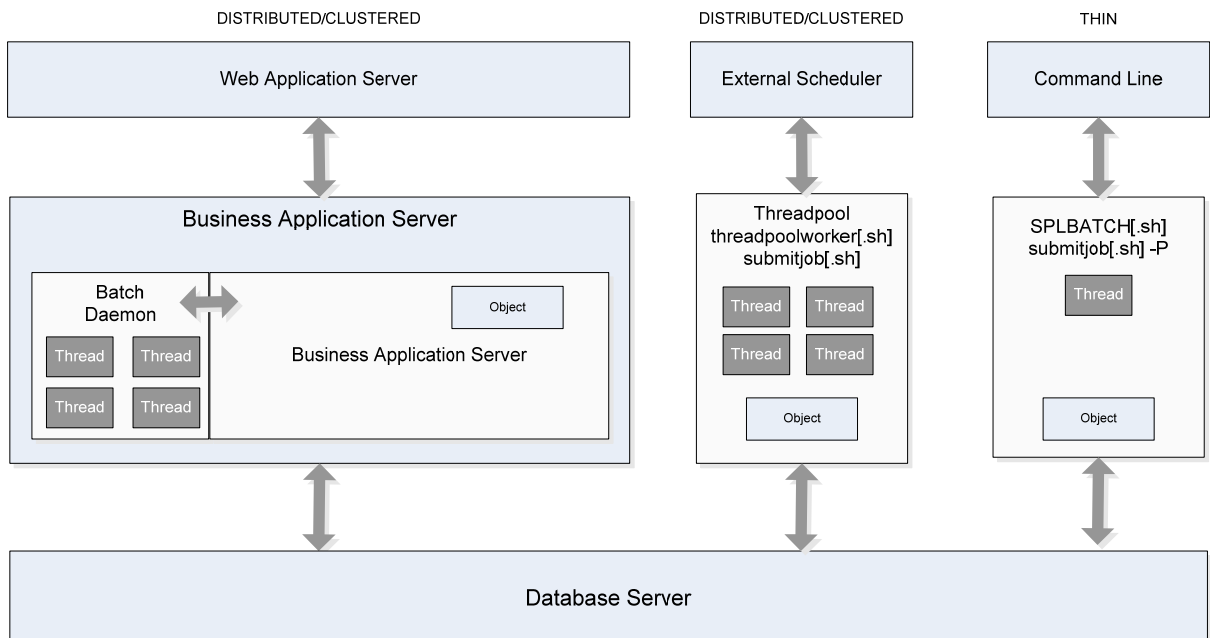 DISTRIBUTED/CLUSTERED
DISTRIBUTED/CLUSTERED
THIN
Web Application Server
External Scheduler
Command Line
Business Application Server
Batch
Daemon
Thread
Thread
Thread
Thread
Object
Business Application Server
Threadpool
threadpoolworker[.sh]
submitjob[.sh]
Thread
Thread
Thread
Thread
Object
SPLBATCH[.sh]
submitjob[.sh] -P
Thread
Object
Database Server